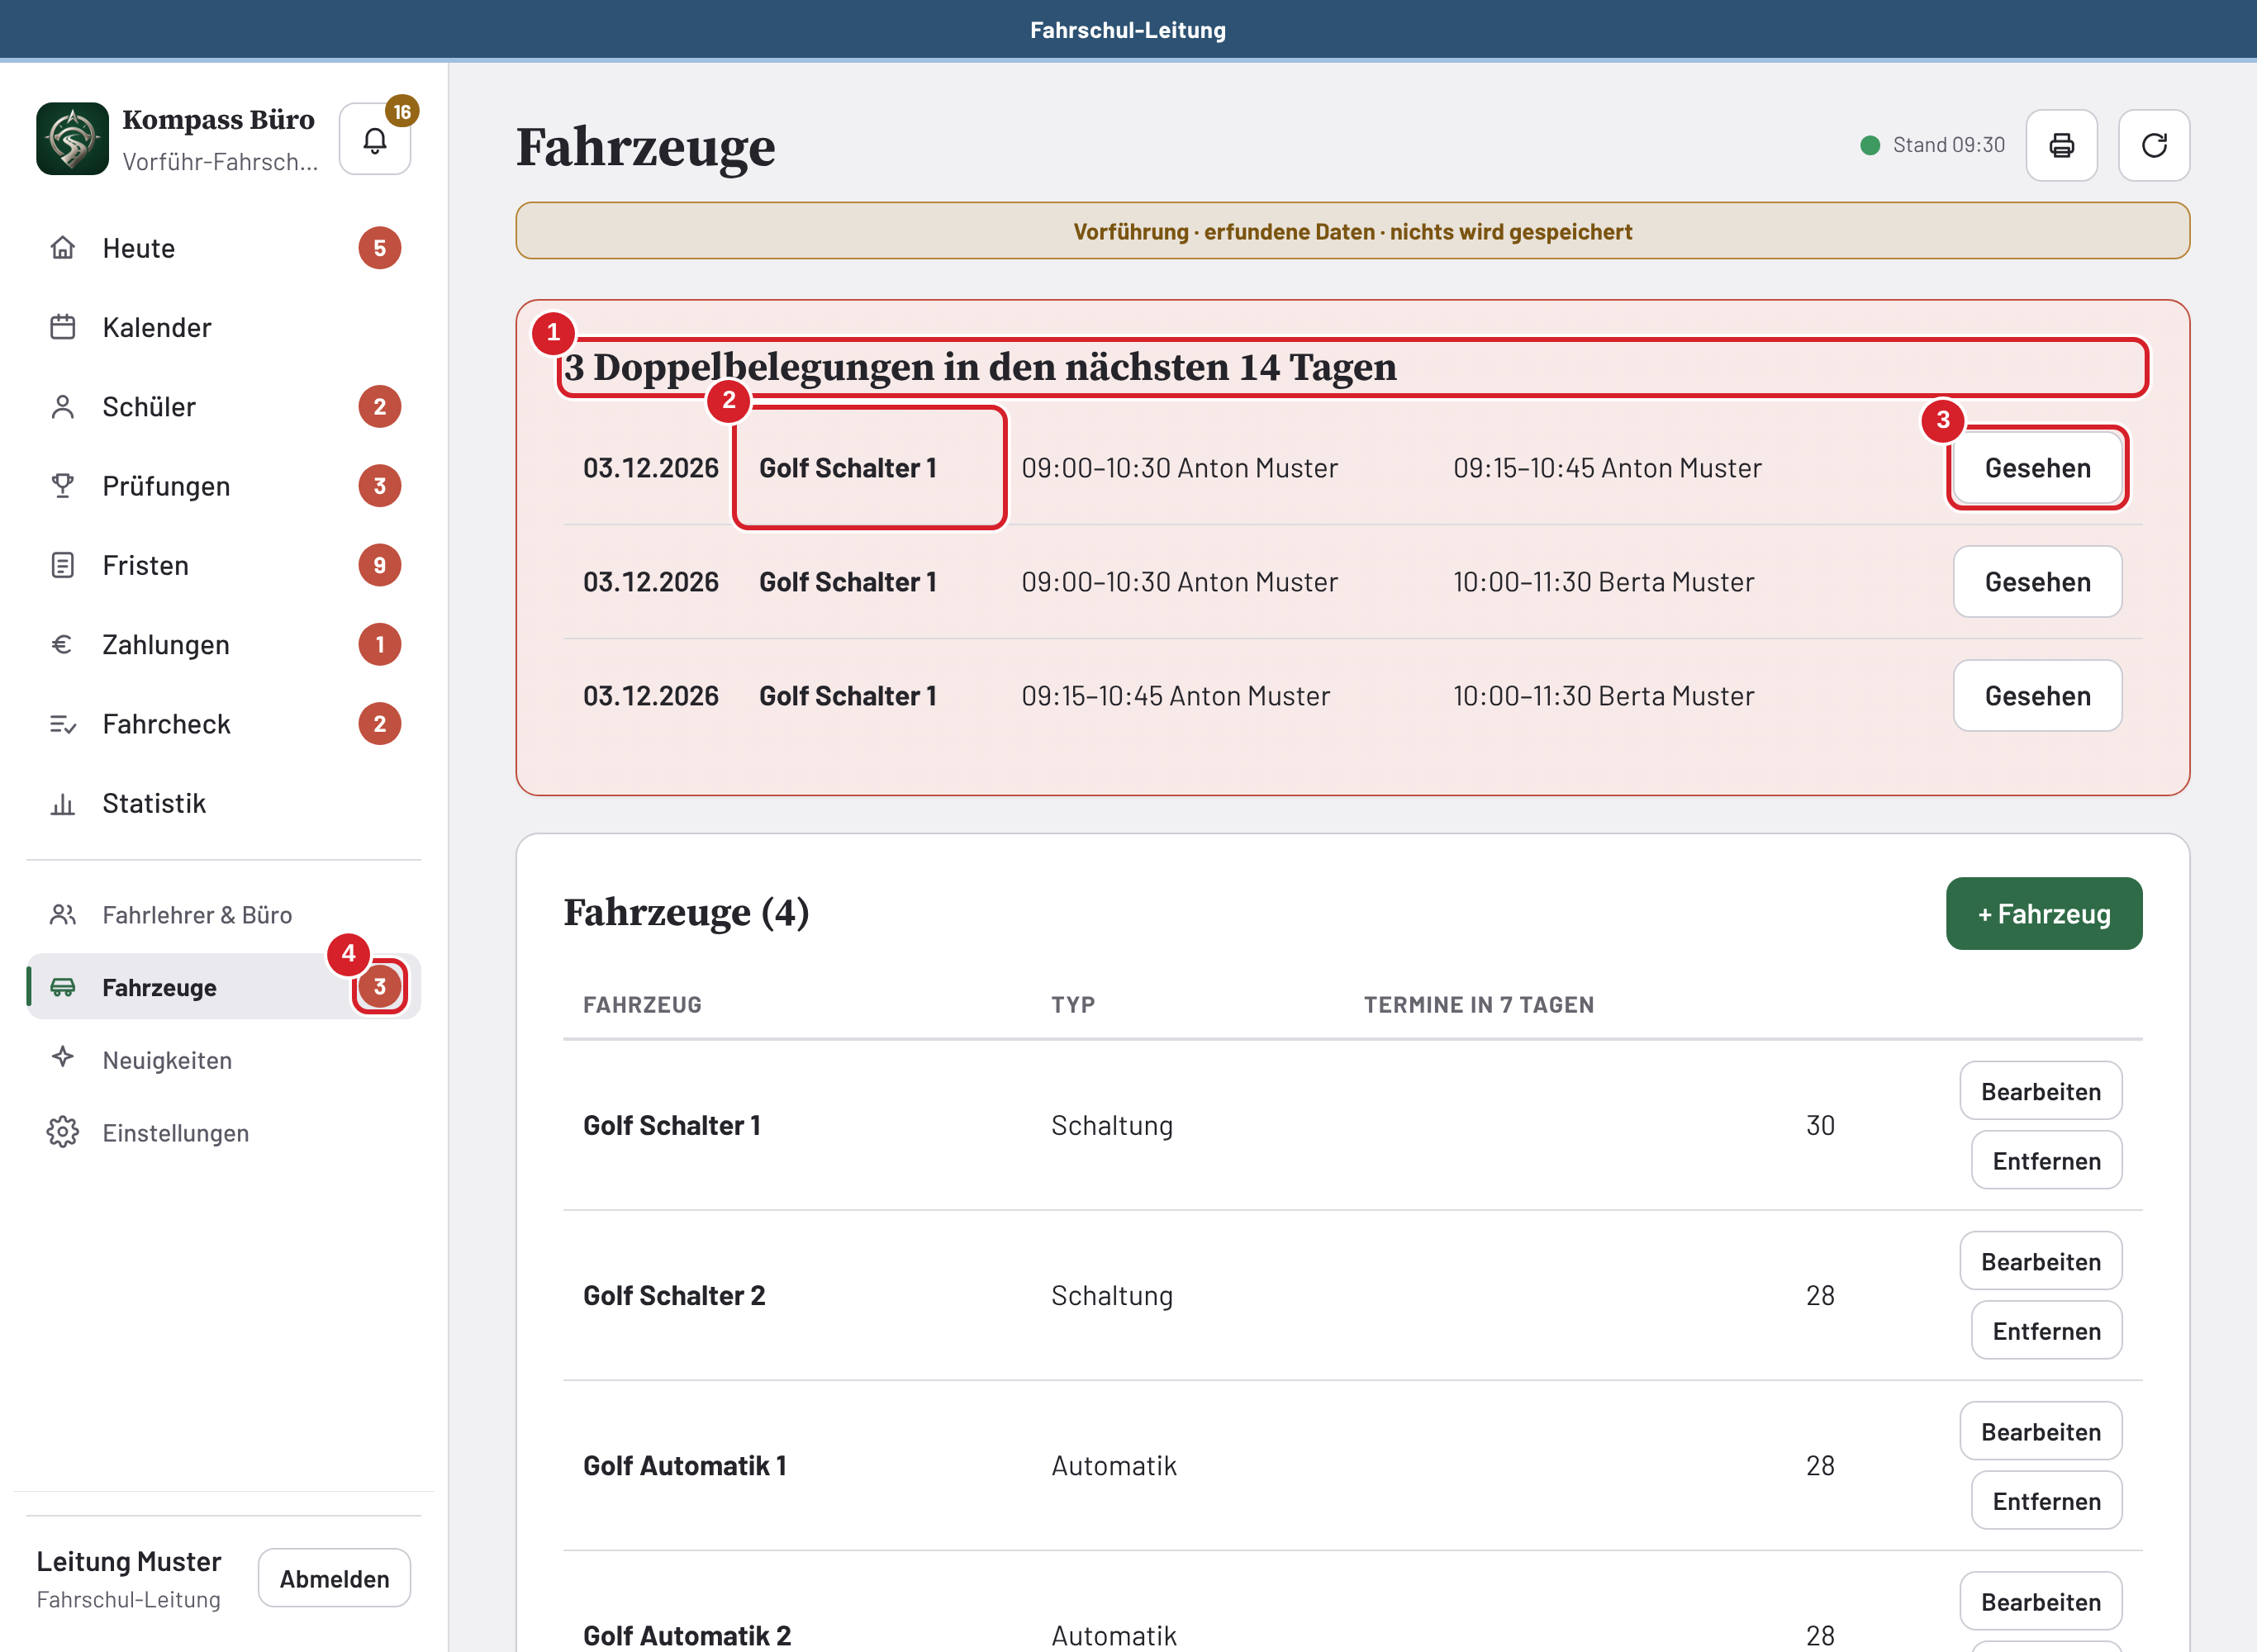 Fahrschul-Leitung
Kompass Büro
Vorführ-Fahrsch...
16
Heute 5
Kalender
Schüler 2
Prüfungen 3
Fristen 9
€ Zahlungen 1
Fahrcheck 2
Statistik
Fahrlehrer & Büro
4
Fahrzeuge 3
Neuigkeiten
Einstellungen
Leitung Muster
Fahrschul-Leitung
Abmelden
Fahrzeuge
Stand 09:30
Vorführung · erfundene Daten · nichts wird gespeichert
1
3 Doppelbelegungen in den nächsten 14 Tagen
2
3
03.12.2026 Golf Schalter 1 09:00–10:30 Anton Muster 09:15–10:45 Anton Muster Gesehen
03.12.2026 Golf Schalter 1 09:00–10:30 Anton Muster 10:00–11:30 Berta Muster Gesehen
03.12.2026 Golf Schalter 1 09:15–10:45 Anton Muster 10:00–11:30 Berta Muster Gesehen
Fahrzeuge (4)
+ Fahrzeug
FAHRZEUG TYP TERMINE IN 7 TAGEN
Golf Schalter 1 Schaltung 30
Bearbeiten
Entfernen
Golf Schalter 2 Schaltung 28
Bearbeiten
Entfernen
Golf Automatik 1 Automatik 28
Bearbeiten
Entfernen
Golf Automatik 2 Automatik 28
Bearbeiten